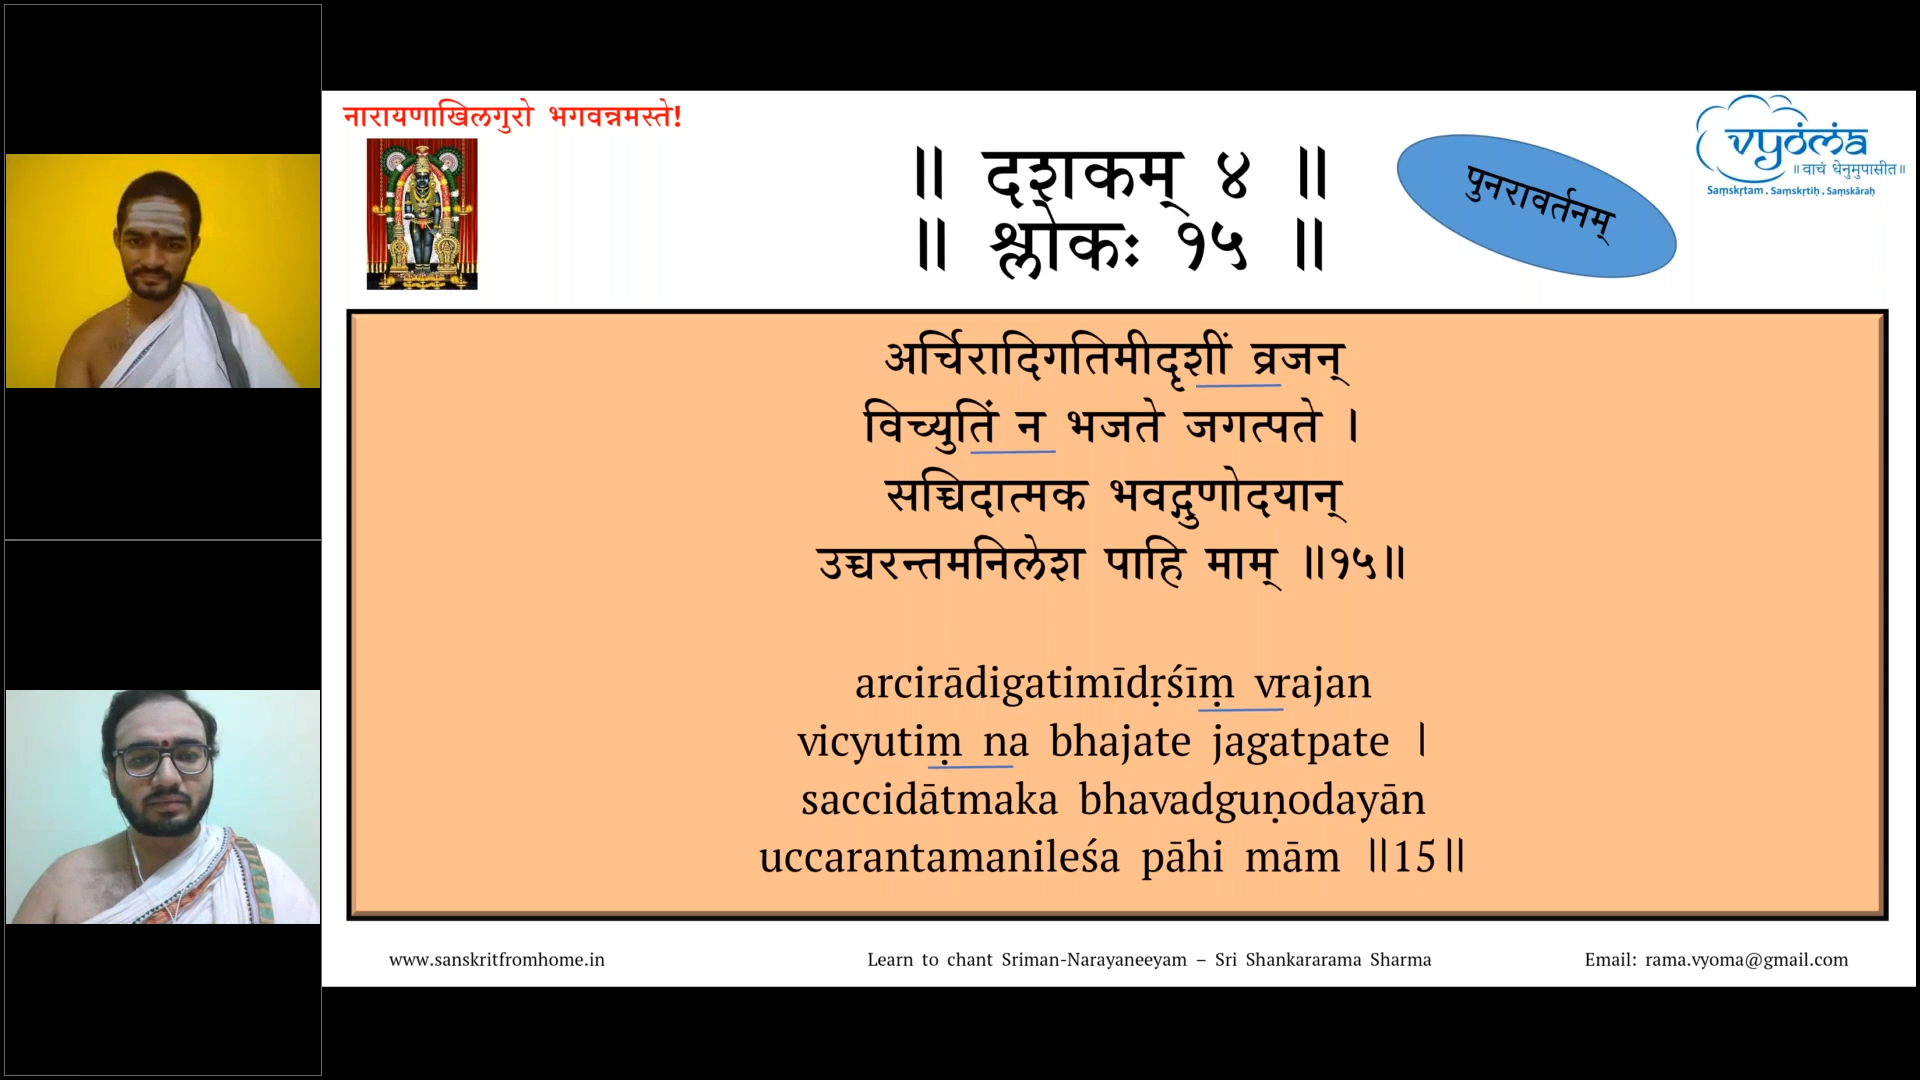 नारायणाखिलगुरो भगवन्नमस्ते!
॥ दशकम् ४ ॥
॥ श्लोकः १५ ॥
पुनरावर्तनम्
vyoma
॥ वाचं धेनुमुपासीत॥
Saṃskṛtam . Saṃskṛtiḥ . Saṃskāraḥ
अर्चिरादिगतिमीदृशीं व्रजन्
विच्युतिं न भजते जगत्पते ।
सच्चिदात्मक भवद्गुणोदयान्
उच्चरन्तमनिलेश पाहि माम् ॥१५॥
arcirādigatimīdṛśīṃ vrajan
vicyutiṃ na bhajate jagatpate ।
saccidātmaka bhavadguṇodayān
uccarantamanileśa pāhi mām ॥15॥
www.sanskritfromhome.in
Learn to chant Sriman-Narayaneeyam – Sri Shankararama Sharma
Email: rama.vyoma@gmail.com